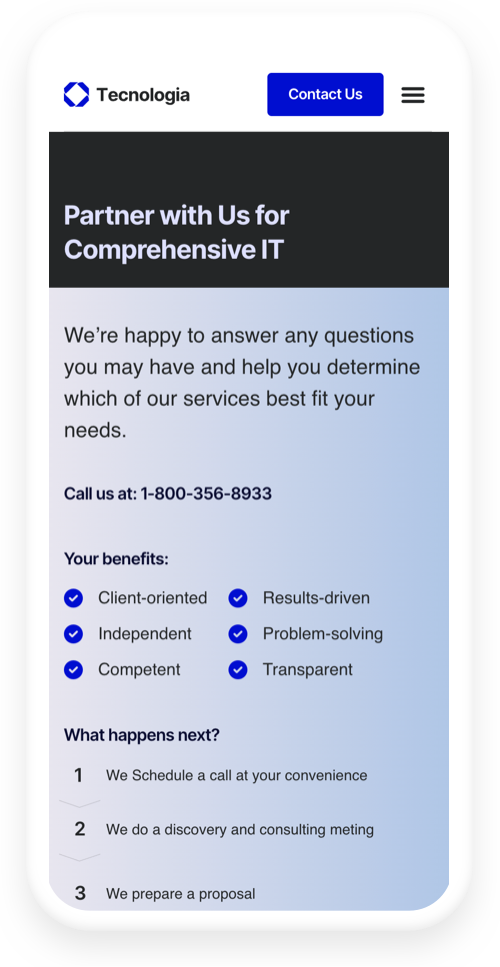 Tecnologia
Contact Us
Partner with Us for
Comprehensive IT
We’re happy to answer any questions
you may have and help you determine
which of our services best fit your
needs.
Call us at: 1-800-356-8933
Your benefits:
Client-oriented
Results-driven
Independent
Problem-solving
Competent
Transparent
What happens next?
1 We Schedule a call at your convenience
2 We do a discovery and consulting meting
3 We prepare a proposal